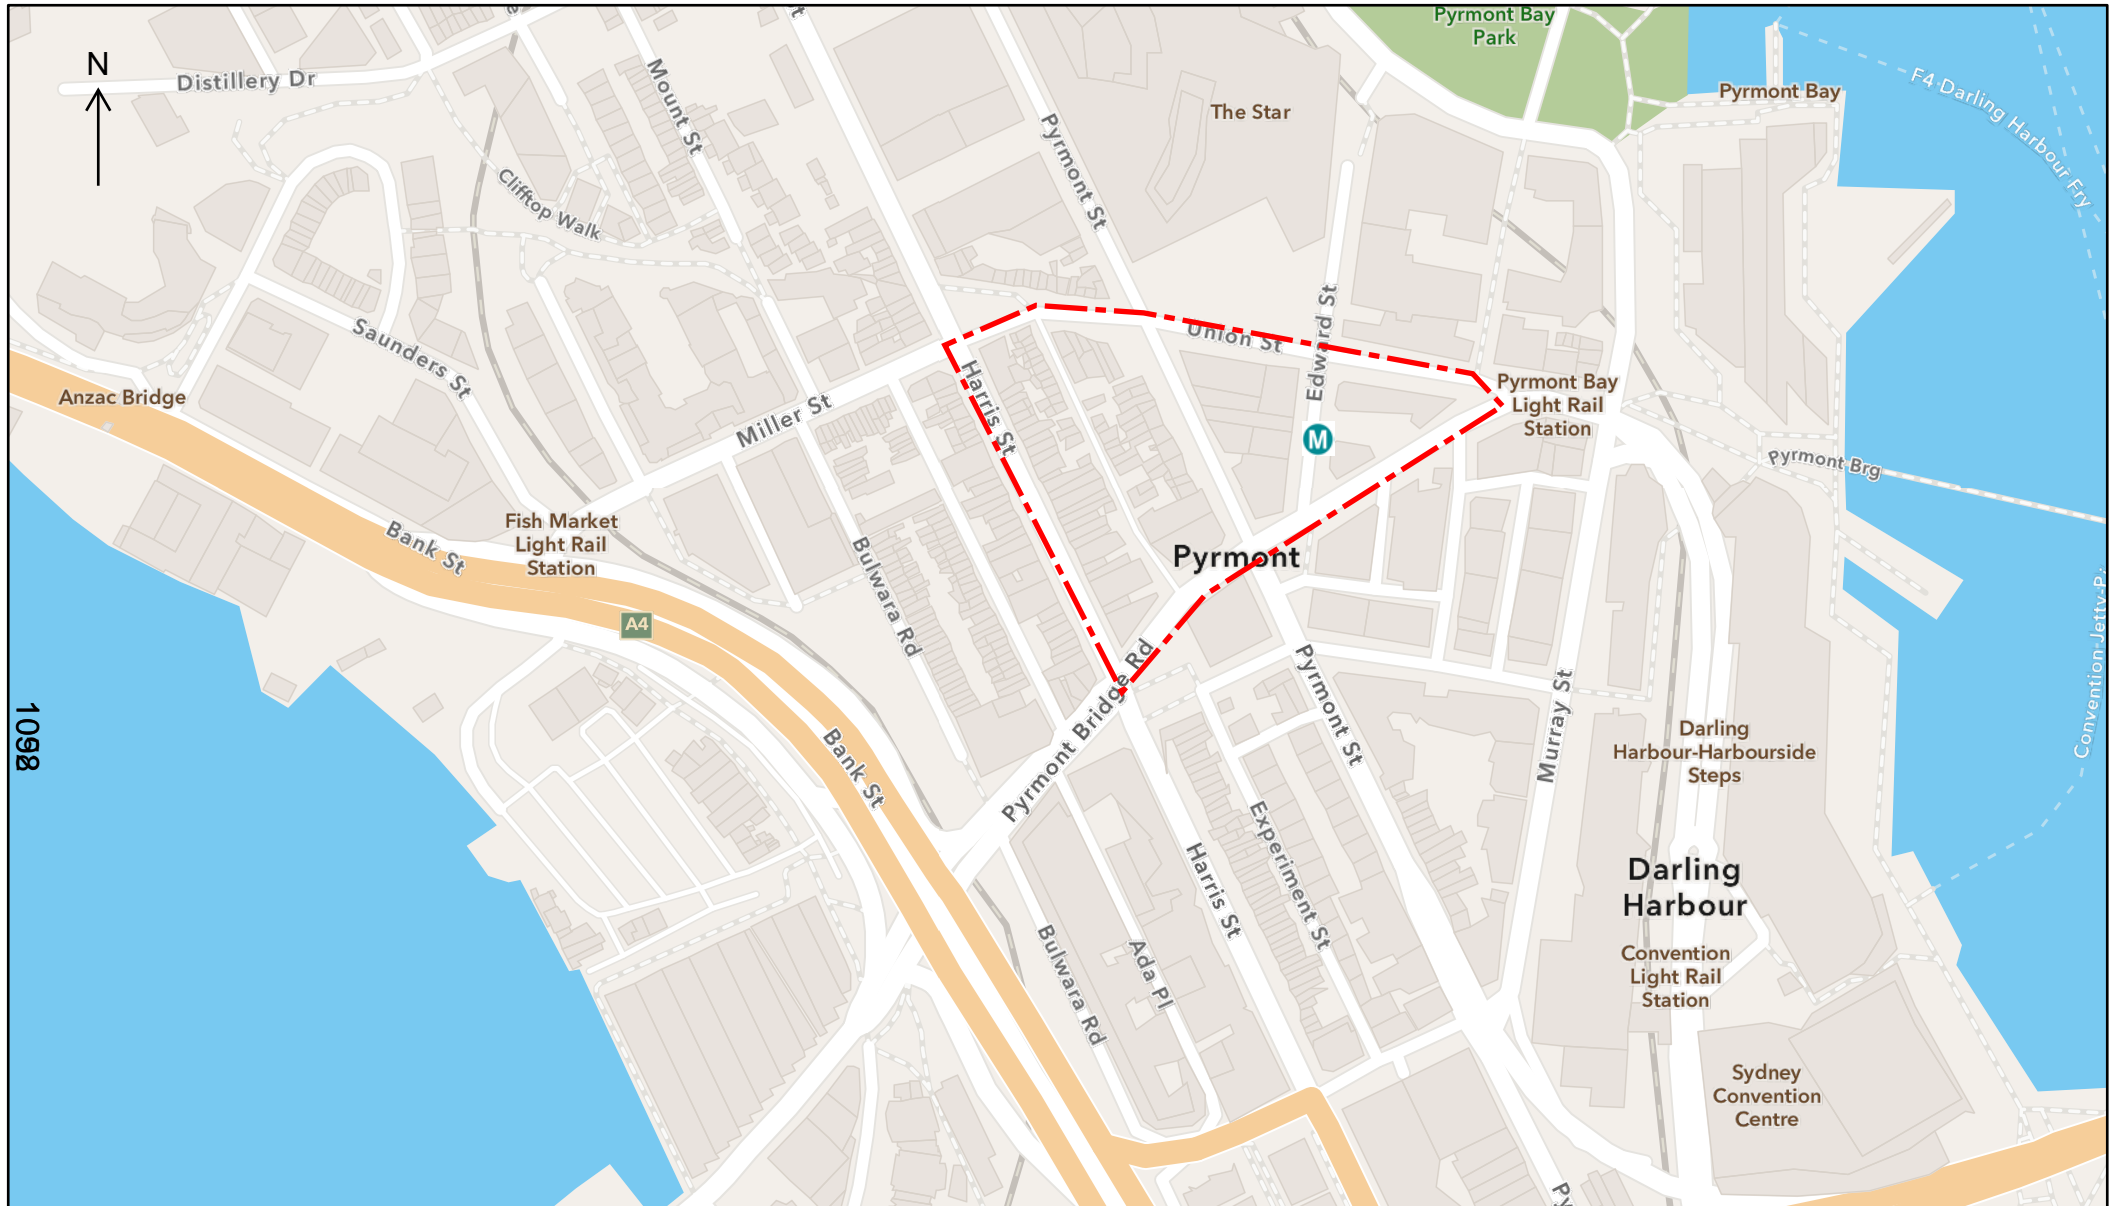 Pyrmont Bay
Park
N
Distillery Dr
Mount St
The Star
Pyrmont St
Pyrmont Bay
F4 Darling Harbour Fry
Clifftop Walk
Saunders St
Union St
Edward St
Anzac Bridge
Harris St
Miller St
Pyrmont Bay
Light Rail
Station
M
Pyrmont Brg
Fish Market
Light Rail
Station
Bank St
Bulwara Rd
Pyrmont
A4
Pyrmont Bridge Rd
Pyrmont St
Murray St
Convention Jetty-P
Bank St
Darling
Harbour-Harbourside
Steps
Experiment St
Harris St
Darling
Harbour
Bulwara Rd
Ada Pl
Convention
Light Rail
Station
Sydney
Convention
Centre
Py